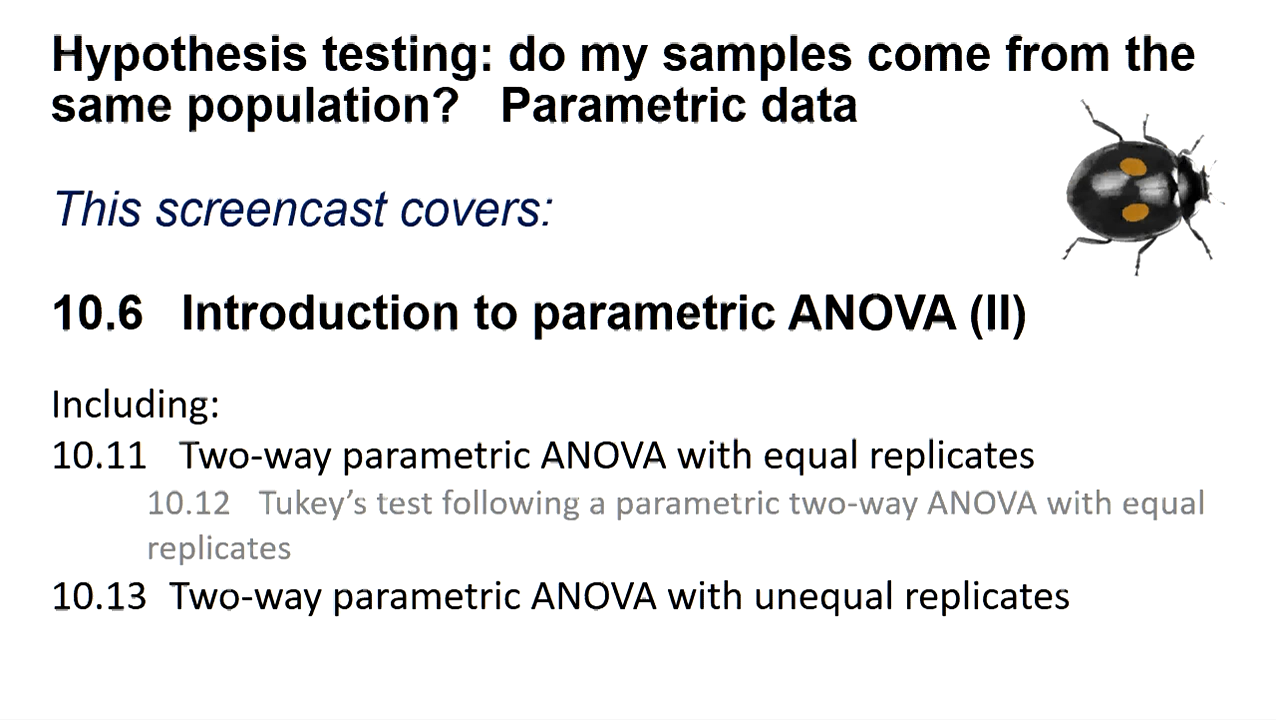 Hypothesis testing: do my samples come from the
same population? Parametric data
This screencast covers:
10.6 Introduction to parametric ANOVA (II)
Including:
10.11 Two-way parametric ANOVA with equal replicates
10.12 Tukey’s test following a parametric two-way ANOVA with equal
replicates
10.13 Two-way parametric ANOVA with unequal replicates